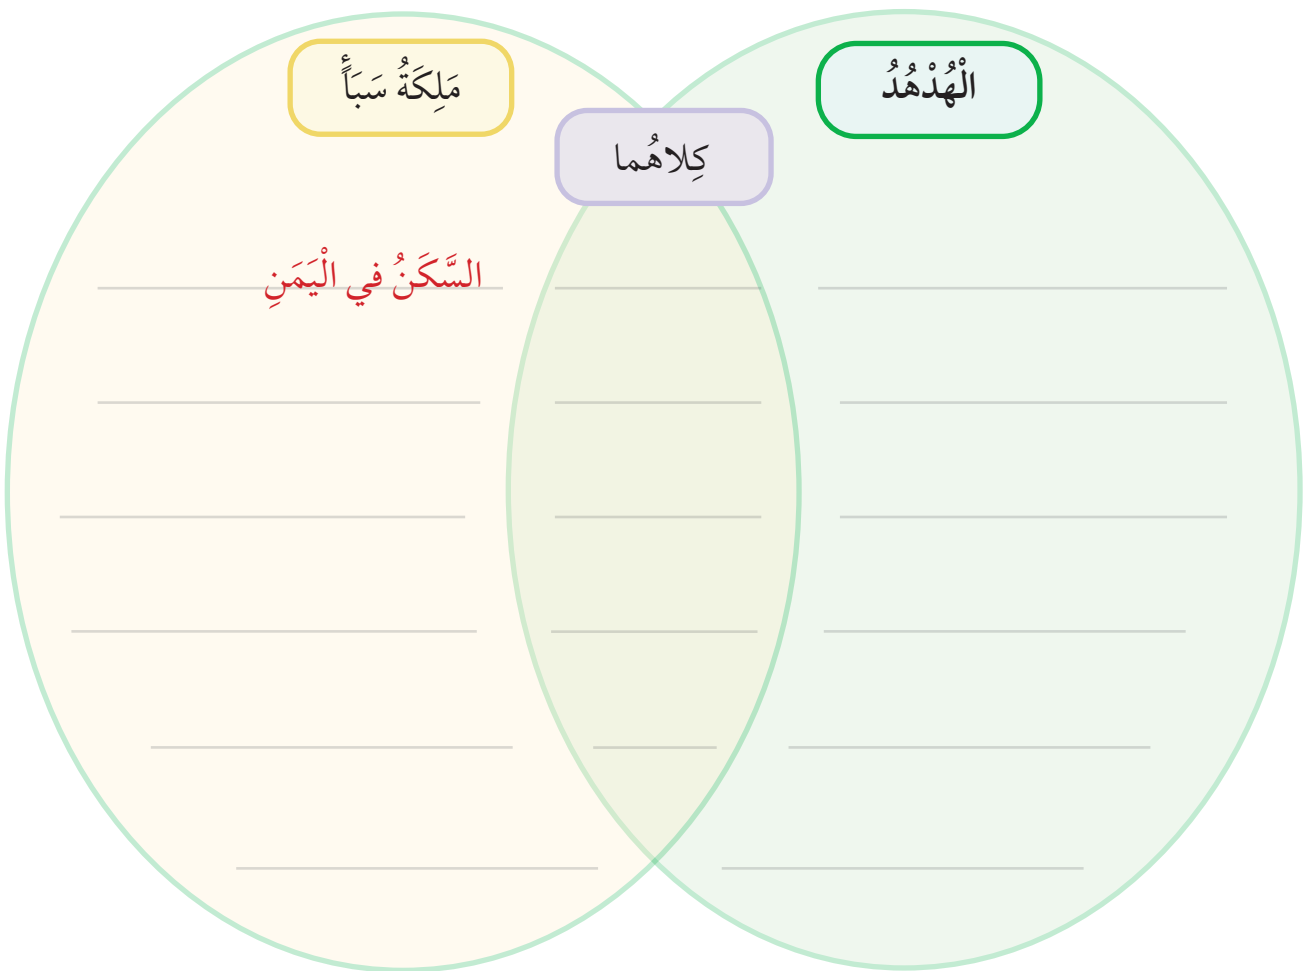 الْهُدْهُدُ
مَلِكَةُ سَبَأٍ
كِلاهُما
السَّكَنُ في الْيَمَنِ